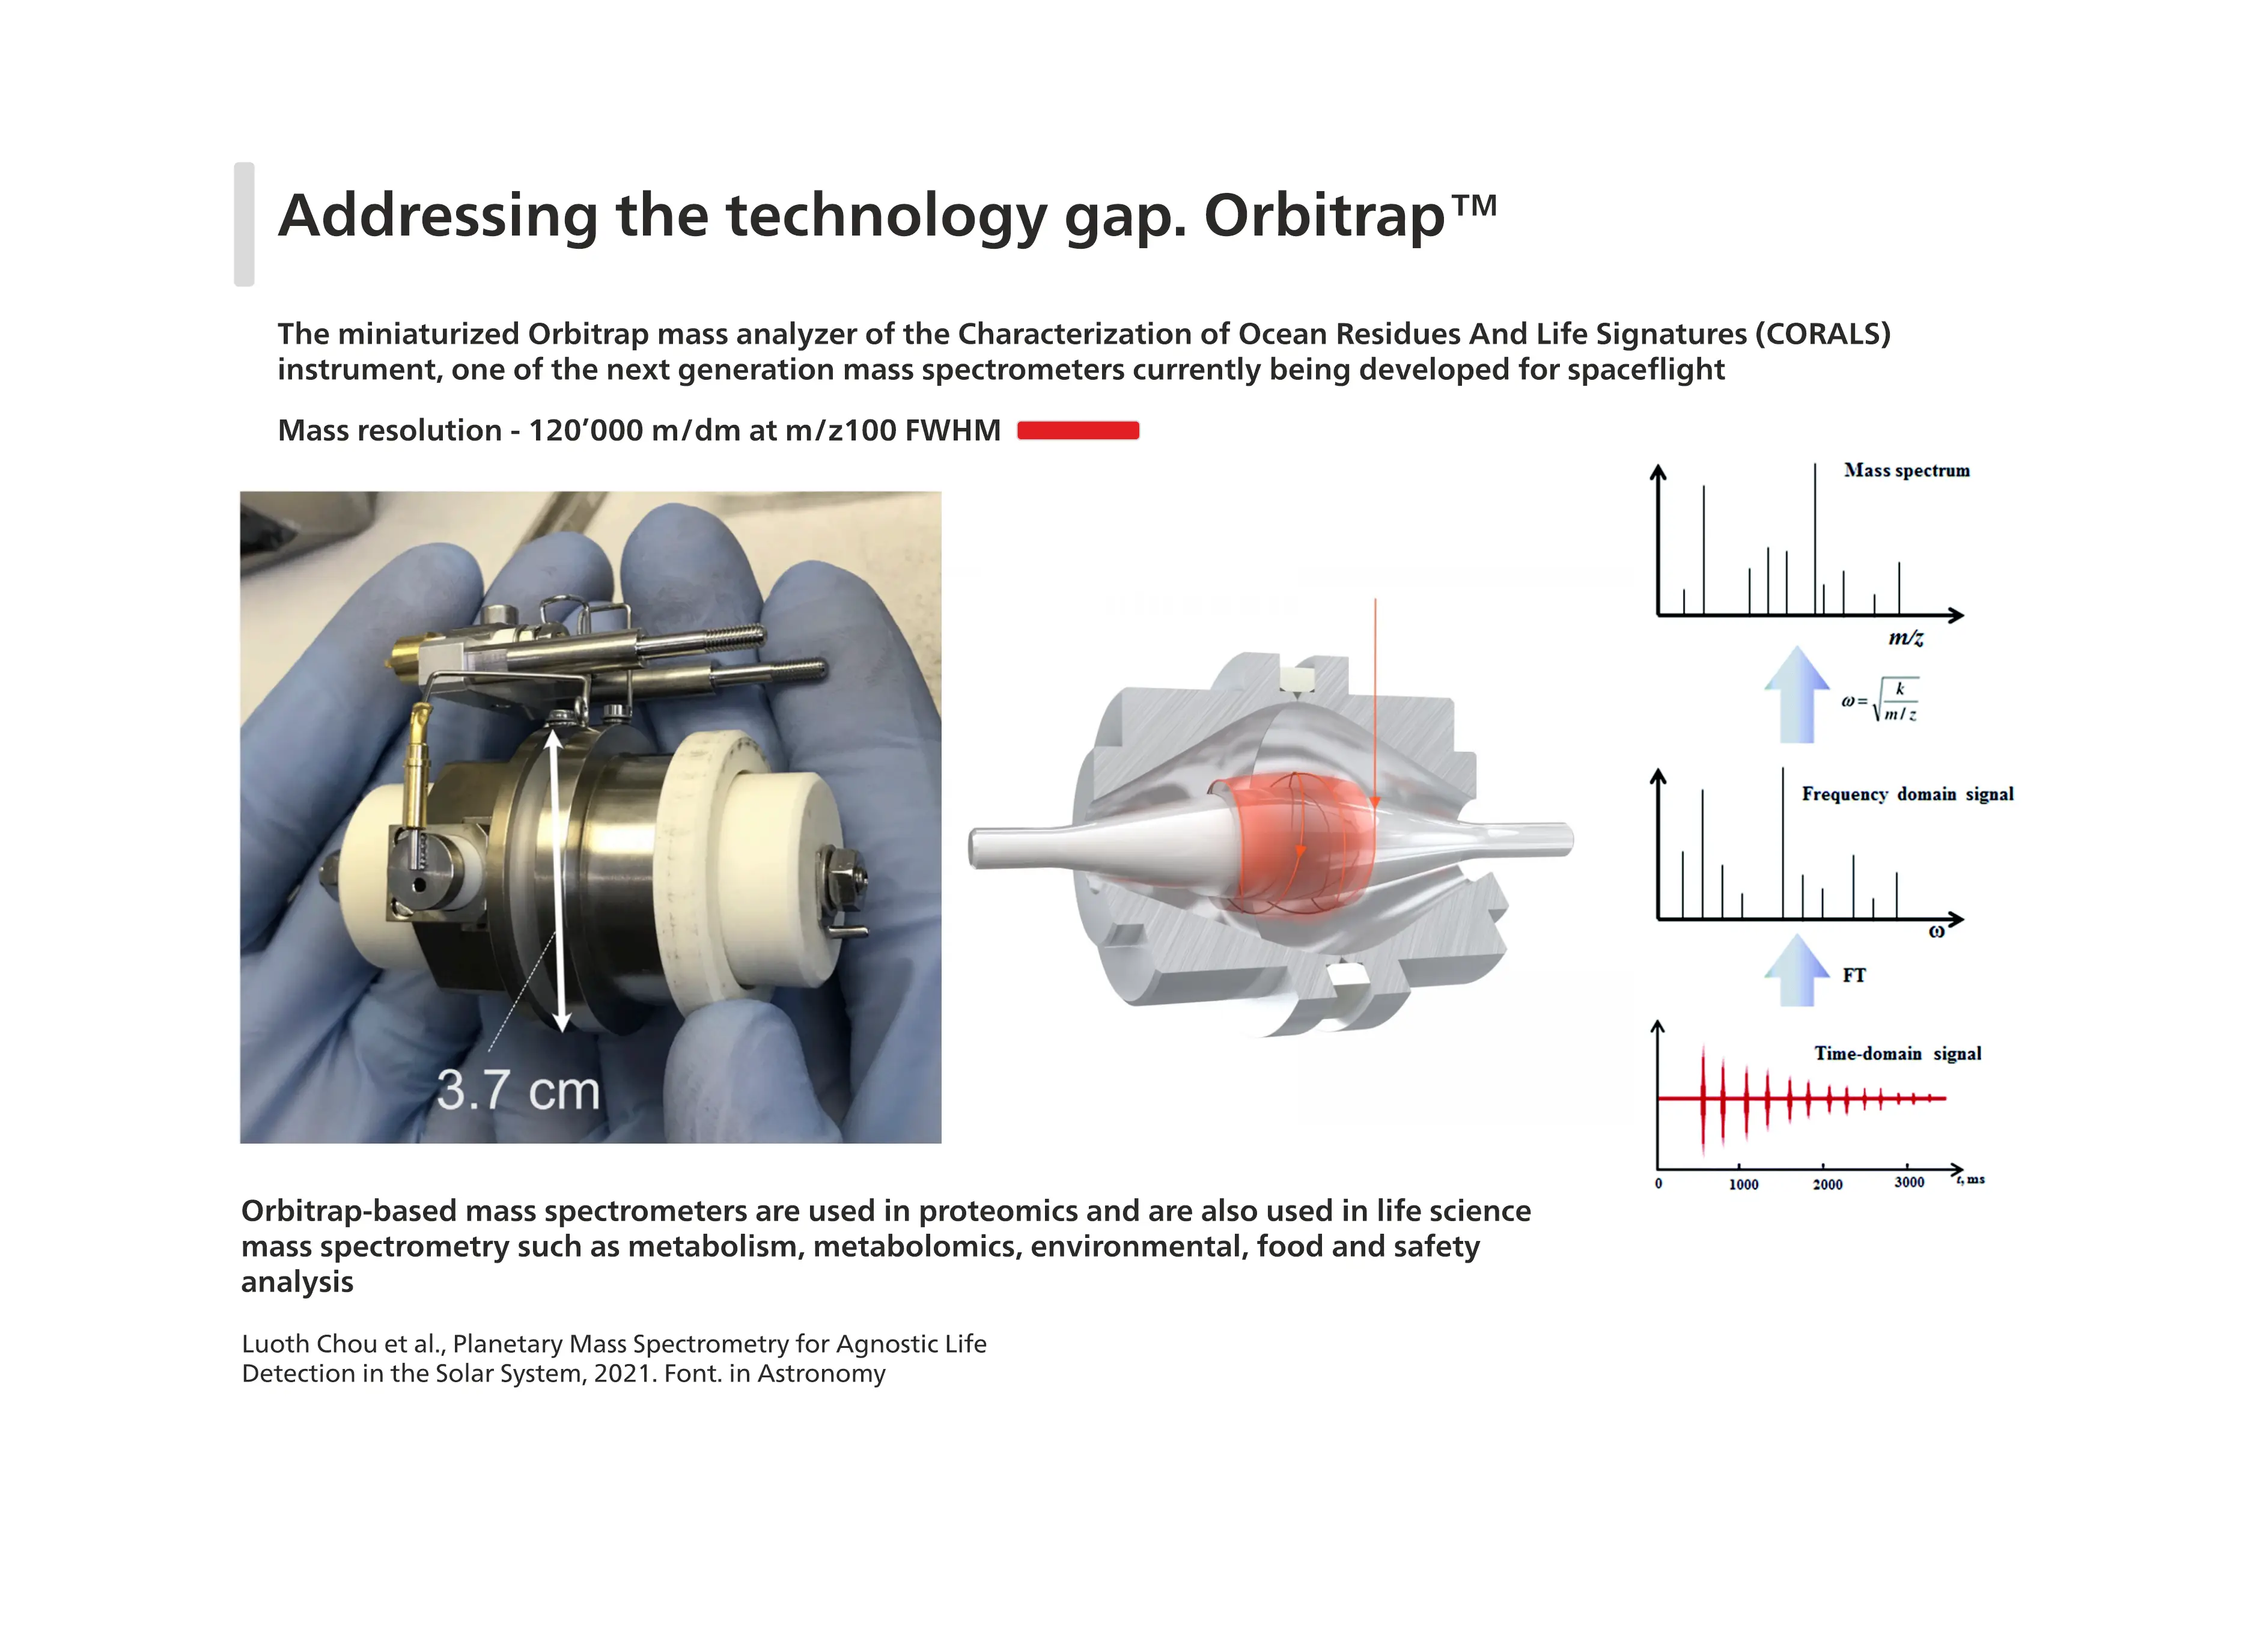 Addressing the technology gap. Orbitrap™
The miniaturized Orbitrap mass analyzer of the Characterization of Ocean Residues And Life Signatures (CORALS)
instrument, one of the next generation mass spectrometers currently being developed for spaceflight
Mass resolution - 120’000 m/dm at m/z100 FWHM
3.7 cm
Mass spectrum
m/z
ω = √k / m/z
Frequency domain signal
ω
FT
Time-domain signal
0 1000 2000 3000 t, ms
Orbitrap-based mass spectrometers are used in proteomics and are also used in life science
mass spectrometry such as metabolism, metabolomics, environmental, food and safety
analysis
Luoth Chou et al., Planetary Mass Spectrometry for Agnostic Life
Detection in the Solar System, 2021. Font. in Astronomy